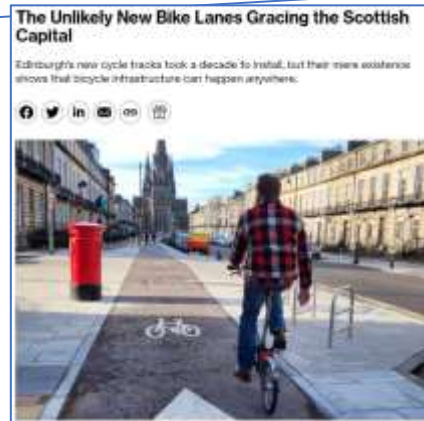 The Unlikely New Bike Lanes Gracing the Scottish
Capital
Edinburgh's new cycle tracks took a decade to install, but their mere existence
shows that bicycle infrastructure can happen anywhere.